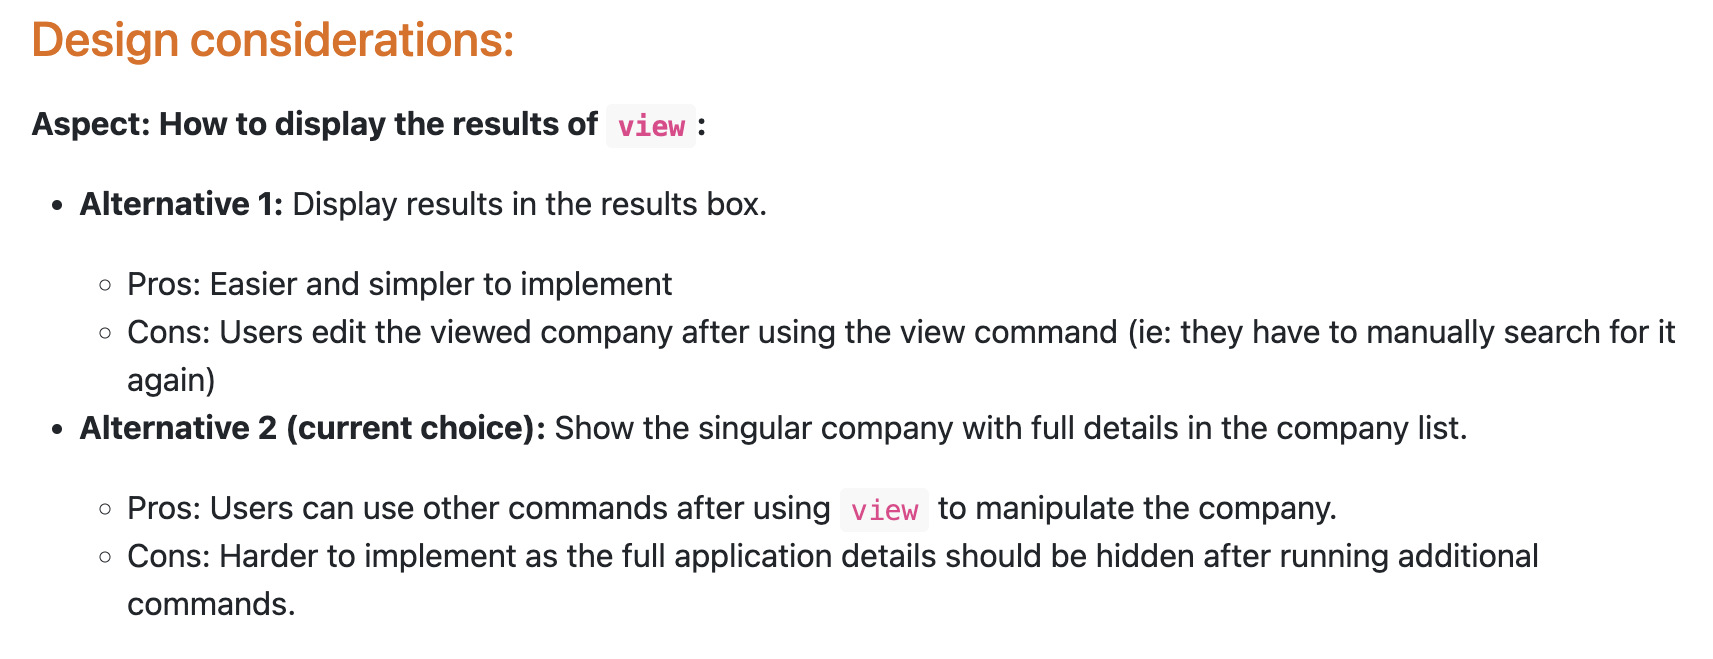 Design considerations:
Aspect: How to display the results of view :
• Alternative 1: Display results in the results box.
◦ Pros: Easier and simpler to implement
◦ Cons: Users edit the viewed company after using the view command (ie: they have to manually search for it
again)
• Alternative 2 (current choice): Show the singular company with full details in the company list.
◦ Pros: Users can use other commands after using view to manipulate the company.
◦ Cons: Harder to implement as the full application details should be hidden after running additional
commands.